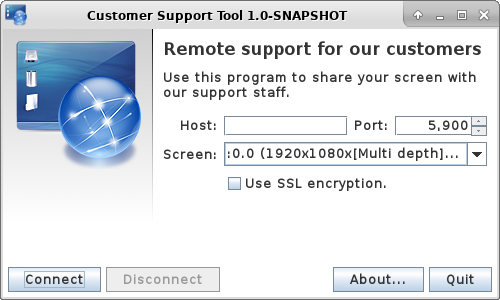 Customer Support Tool 1.0-SNAPSHOT
Remote support for our customers
Use this program to share your screen with
our support staff.
Host: Port: 5,900
Screen: :0.0 (1920x1080x[Multi depth]...
Use SSL encryption.
Connect Disconnect About... Quit